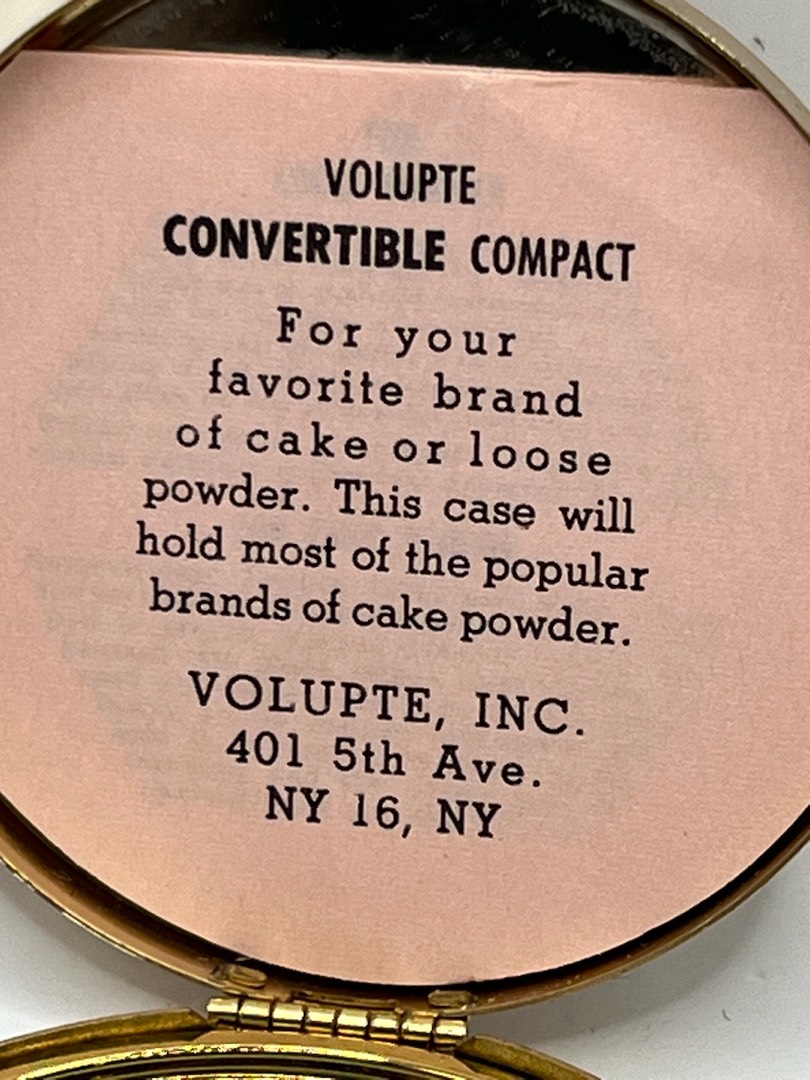 VOLUPTE
CONVERTIBLE COMPACT
For your
favorite brand
of cake or loose
powder. This case will
hold most of the popular
brands of cake powder.
VOLUPTE, INC.
401 5th Ave.
NY 16, NY